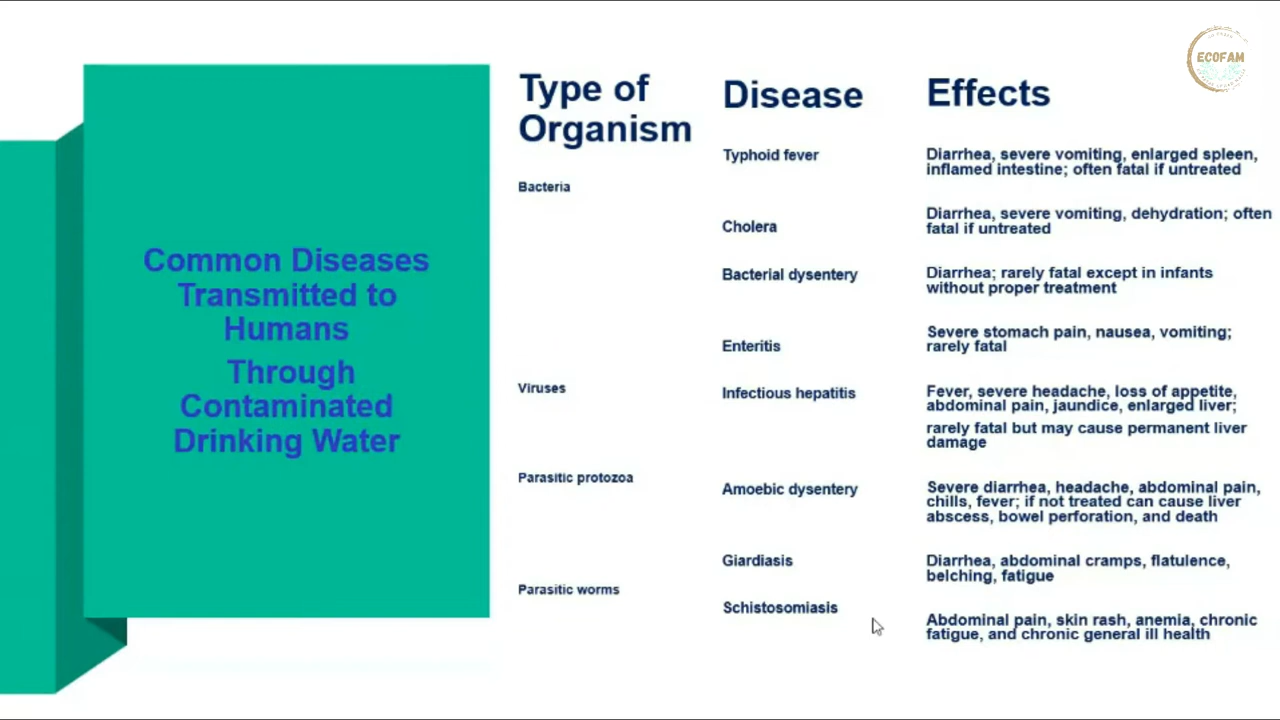 ECOFAM
Common Diseases
Transmitted to
Humans
Through
Contaminated
Drinking Water
Type of
Organism
Disease
Effects
Bacteria
Typhoid fever
Diarrhea, severe vomiting, enlarged spleen,
inflamed intestine; often fatal if untreated
Cholera
Diarrhea, severe vomiting, dehydration; often
fatal if untreated
Bacterial dysentery
Diarrhea; rarely fatal except in infants
without proper treatment
Enteritis
Severe stomach pain, nausea, vomiting;
rarely fatal
Viruses
Infectious hepatitis
Fever, severe headache, loss of appetite,
abdominal pain, jaundice, enlarged liver;
rarely fatal but may cause permanent liver
damage
Parasitic protozoa
Amoebic dysentery
Severe diarrhea, headache, abdominal pain,
chills, fever; if not treated can cause liver
abscess, bowel perforation, and death
Giardiasis
Diarrhea, abdominal cramps, flatulence,
belching, fatigue
Parasitic worms
Schistosomiasis
Abdominal pain, skin rash, anemia, chronic
fatigue, and chronic general ill health